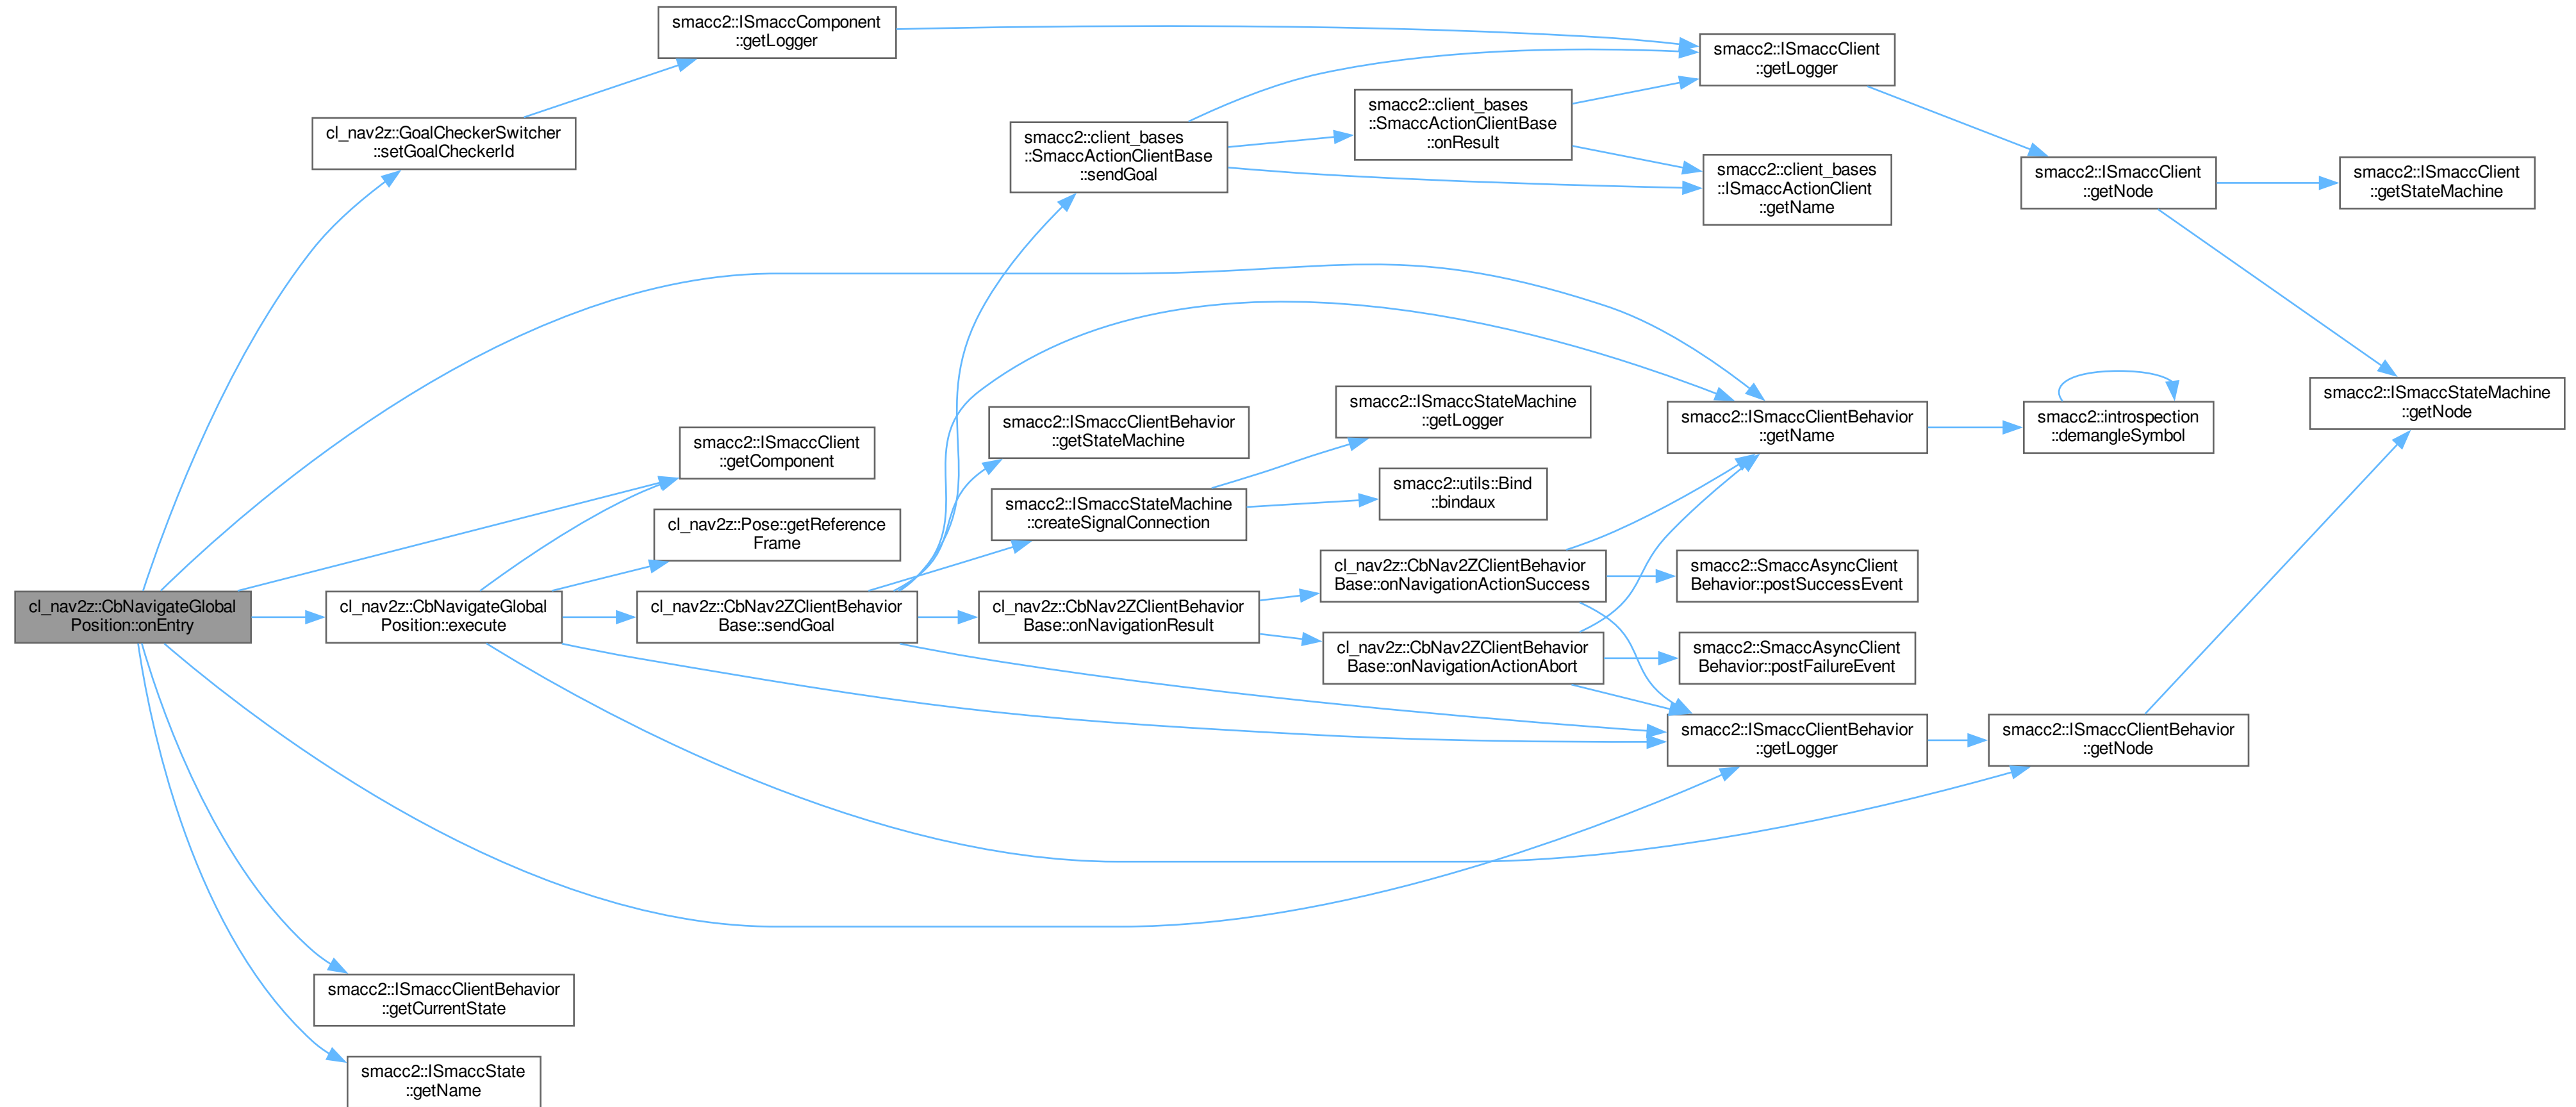 smacc2::ISmaccComponent
::getLogger
smacc2::ISmaccClient
::getLogger
cl_nav2z::GoalCheckerSwitcher
::setGoalCheckerId
smacc2::client_bases
::SmaccActionClientBase
::sendGoal
smacc2::client_bases
::SmaccActionClientBase
::onResult
smacc2::client_bases
::ISmaccActionClient
::getName
smacc2::ISmaccClient
::getNode
smacc2::ISmaccClient
::getStateMachine
smacc2::ISmaccStateMachine
::getNode
smacc2::ISmaccStateMachine
::getLogger
smacc2::ISmaccClientBehavior
::getName
smacc2::introspection
::demangleSymbol
smacc2::ISmaccClientBehavior
::getStateMachine
smacc2::ISmaccClient
::getComponent
smacc2::utils::Bind
::bindaux
smacc2::ISmaccStateMachine
::createSignalConnection
cl_nav2z::Pose::getReference
Frame
cl_nav2z::CbNav2ZClientBehavior
Base::onNavigationActionSuccess
smacc2::SmaccAsyncClient
Behavior::postSuccessEvent
cl_nav2z::CbNavigateGlobal
Position::onEntry
cl_nav2z::CbNavigateGlobal
Position::execute
cl_nav2z::CbNav2ZClientBehavior
Base::sendGoal
cl_nav2z::CbNav2ZClientBehavior
Base::onNavigationResult
cl_nav2z::CbNav2ZClientBehavior
Base::onNavigationActionAbort
smacc2::SmaccAsyncClient
Behavior::postFailureEvent
smacc2::ISmaccClientBehavior
::getLogger
smacc2::ISmaccClientBehavior
::getNode
smacc2::ISmaccClientBehavior
::getCurrentState
smacc2::ISmaccState
::getName